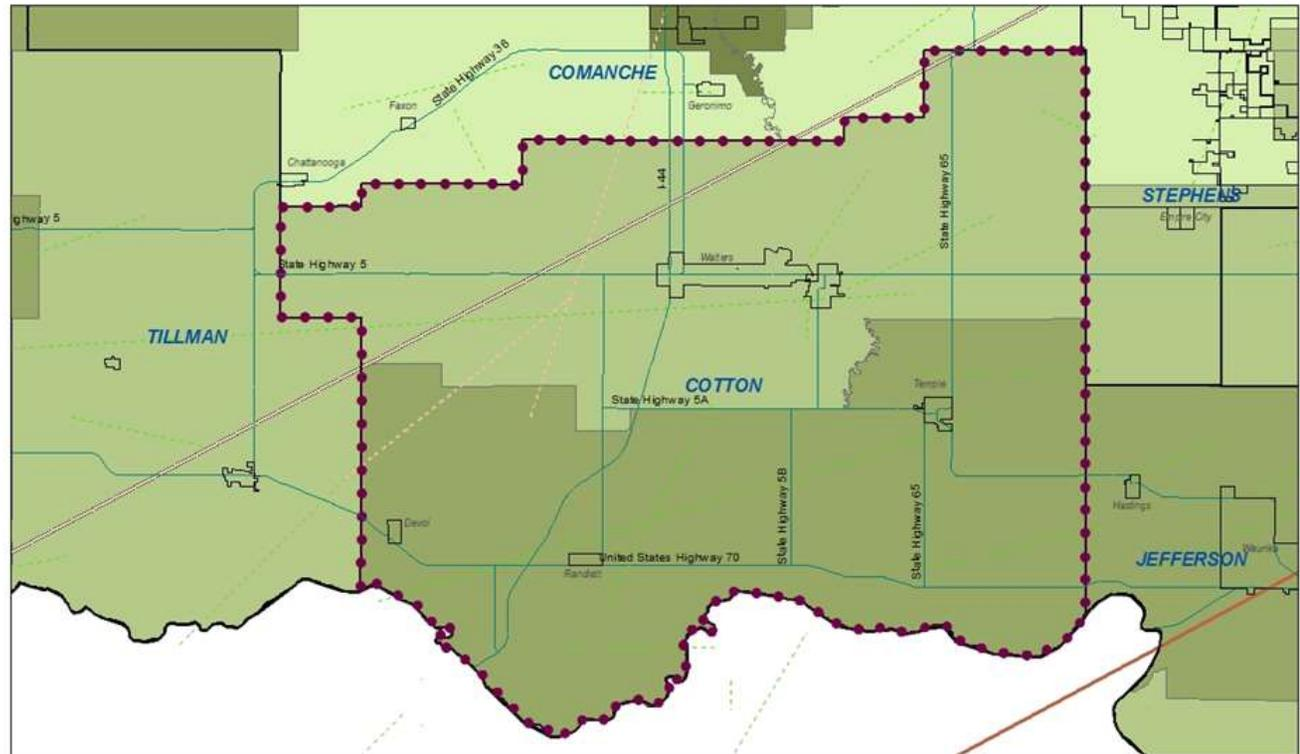 COMANCHE
State Highway 36
Faxon
Geronimo
Chattanooga
I-44
State Highway 65
STEPHENS
Empire City
ighway 5
State Highway 5
Walters
TILLMAN
COTTON
Temple
State Highway 5A
State Highway 5B
State Highway 65
Hastings
Devol
United States Highway 70
Randlett
JEFFERSON
Waurika